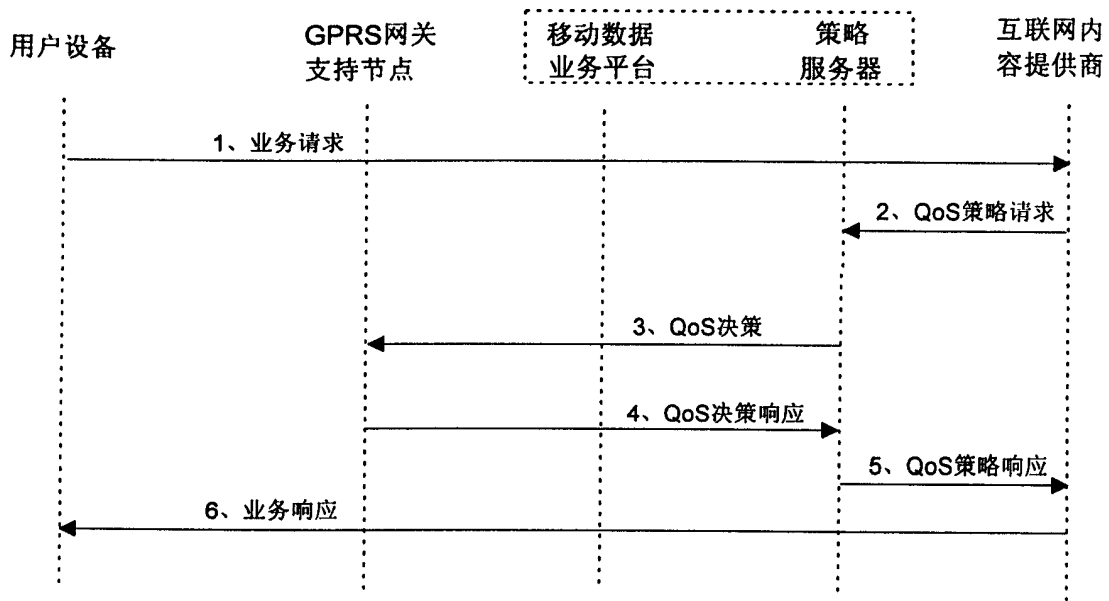 用户设备
GPRS网关
支持节点
移动数据
业务平台
策略
服务器
互联网内
容提供商
1、业务请求
2、QoS策略请求
3、QoS决策
4、QoS决策响应
5、QoS策略响应
6、业务响应